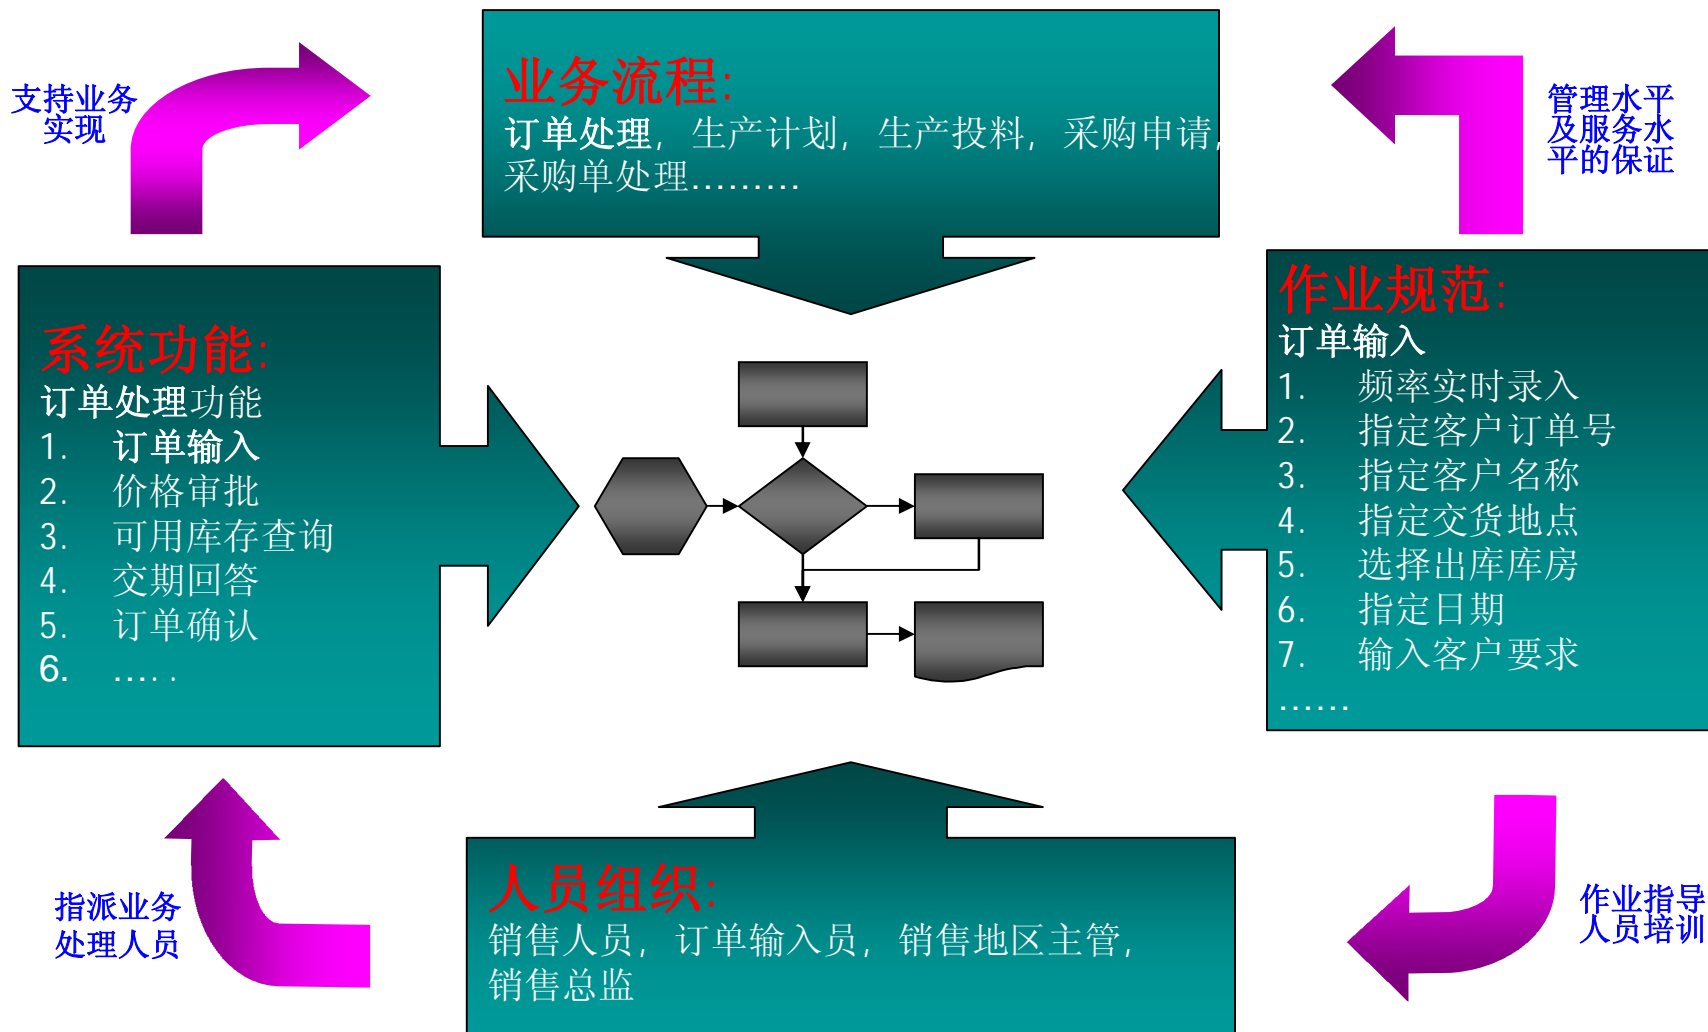 业务流程:
订单处理, 生产计划, 生产投料, 采购申请,
采购单处理………
支持业务
实现
管理水平
及服务水
平的保证
系统功能:
订单处理功能
1. 订单输入
2. 价格审批
3. 可用库存查询
4. 交期回答
5. 订单确认
6. …..
作业规范:
订单输入
1. 频率实时录入
2. 指定客户订单号
3. 指定客户名称
4. 指定交货地点
5. 选择出库库房
6. 指定日期
7. 输入客户要求
……
人员组织:
销售人员, 订单输入员, 销售地区主管,
销售总监
指派业务
处理人员
作业指导
人员培训